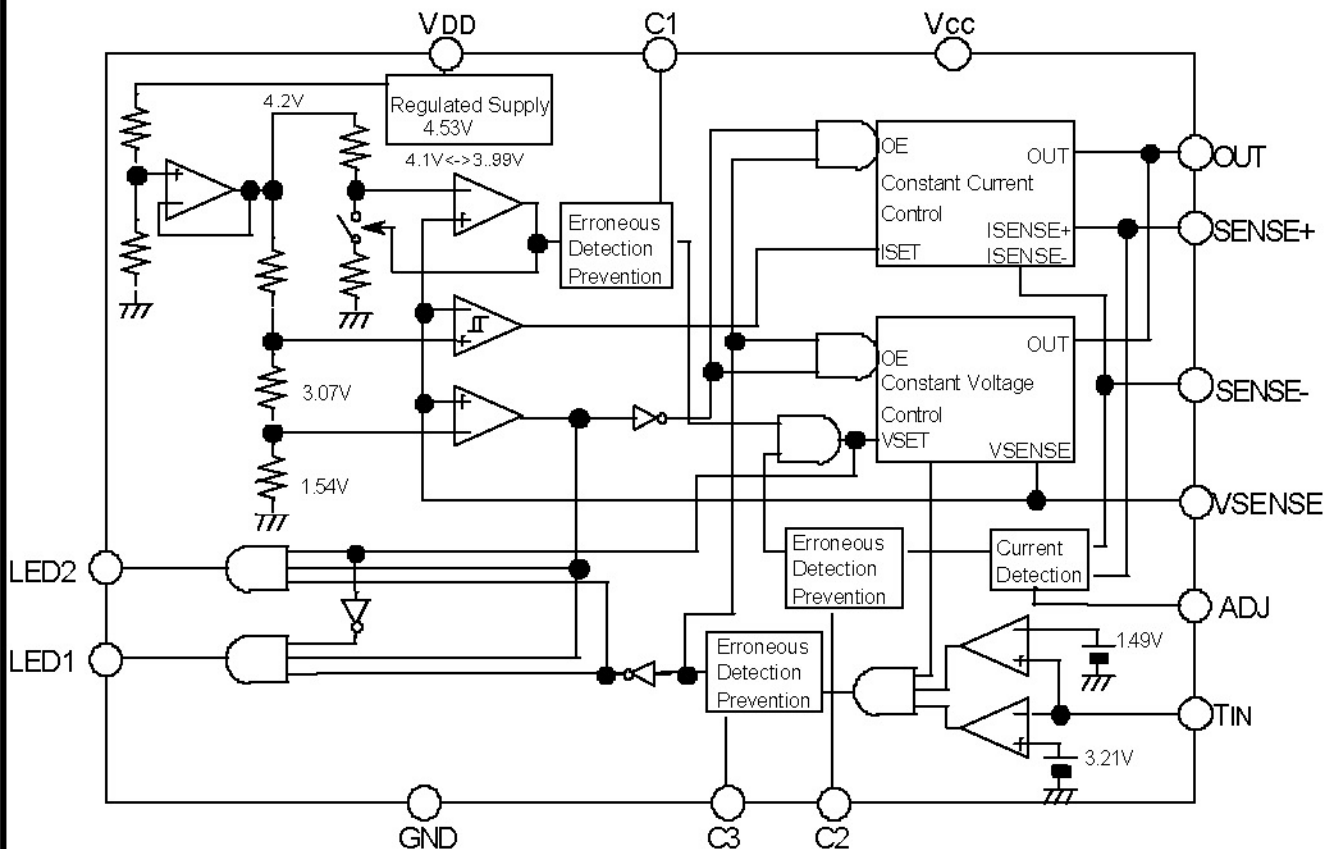 VDD
C1
Vcc
4.2V
Regulated Supply
4.53V
4.1V<->3..99V
OE
OUT
Constant Current
Control
ISENSE+
ISET
ISENSE-
OUT
SENSE+
Erroneous
Detection
Prevention
OE
OUT
Constant Voltage
Control
VSET
VSENSE
3.07V
1.54V
SENSE-
VSENSE
Erroneous
Detection
Prevention
Current
Detection
LED2
ADJ
LED1
Erroneous
Detection
Prevention
1.49V
TIN
3.21V
GND
C3
C2